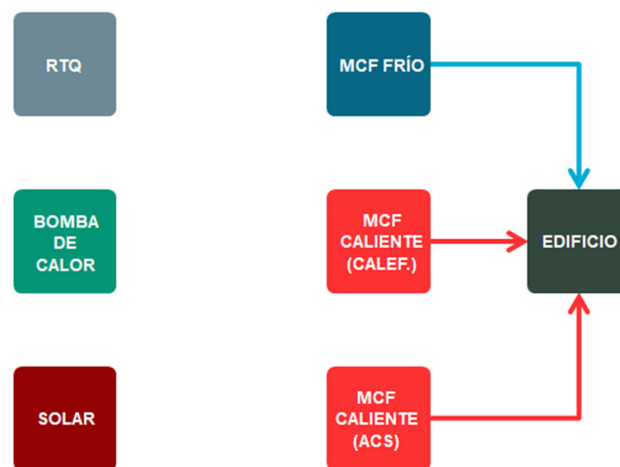 RTQ
MCF FRÍO
BOMBA
DE
CALOR
MCF
CALIENTE
(CALEF.)
EDIFICIO
SOLAR
MCF
CALIENTE
(ACS)